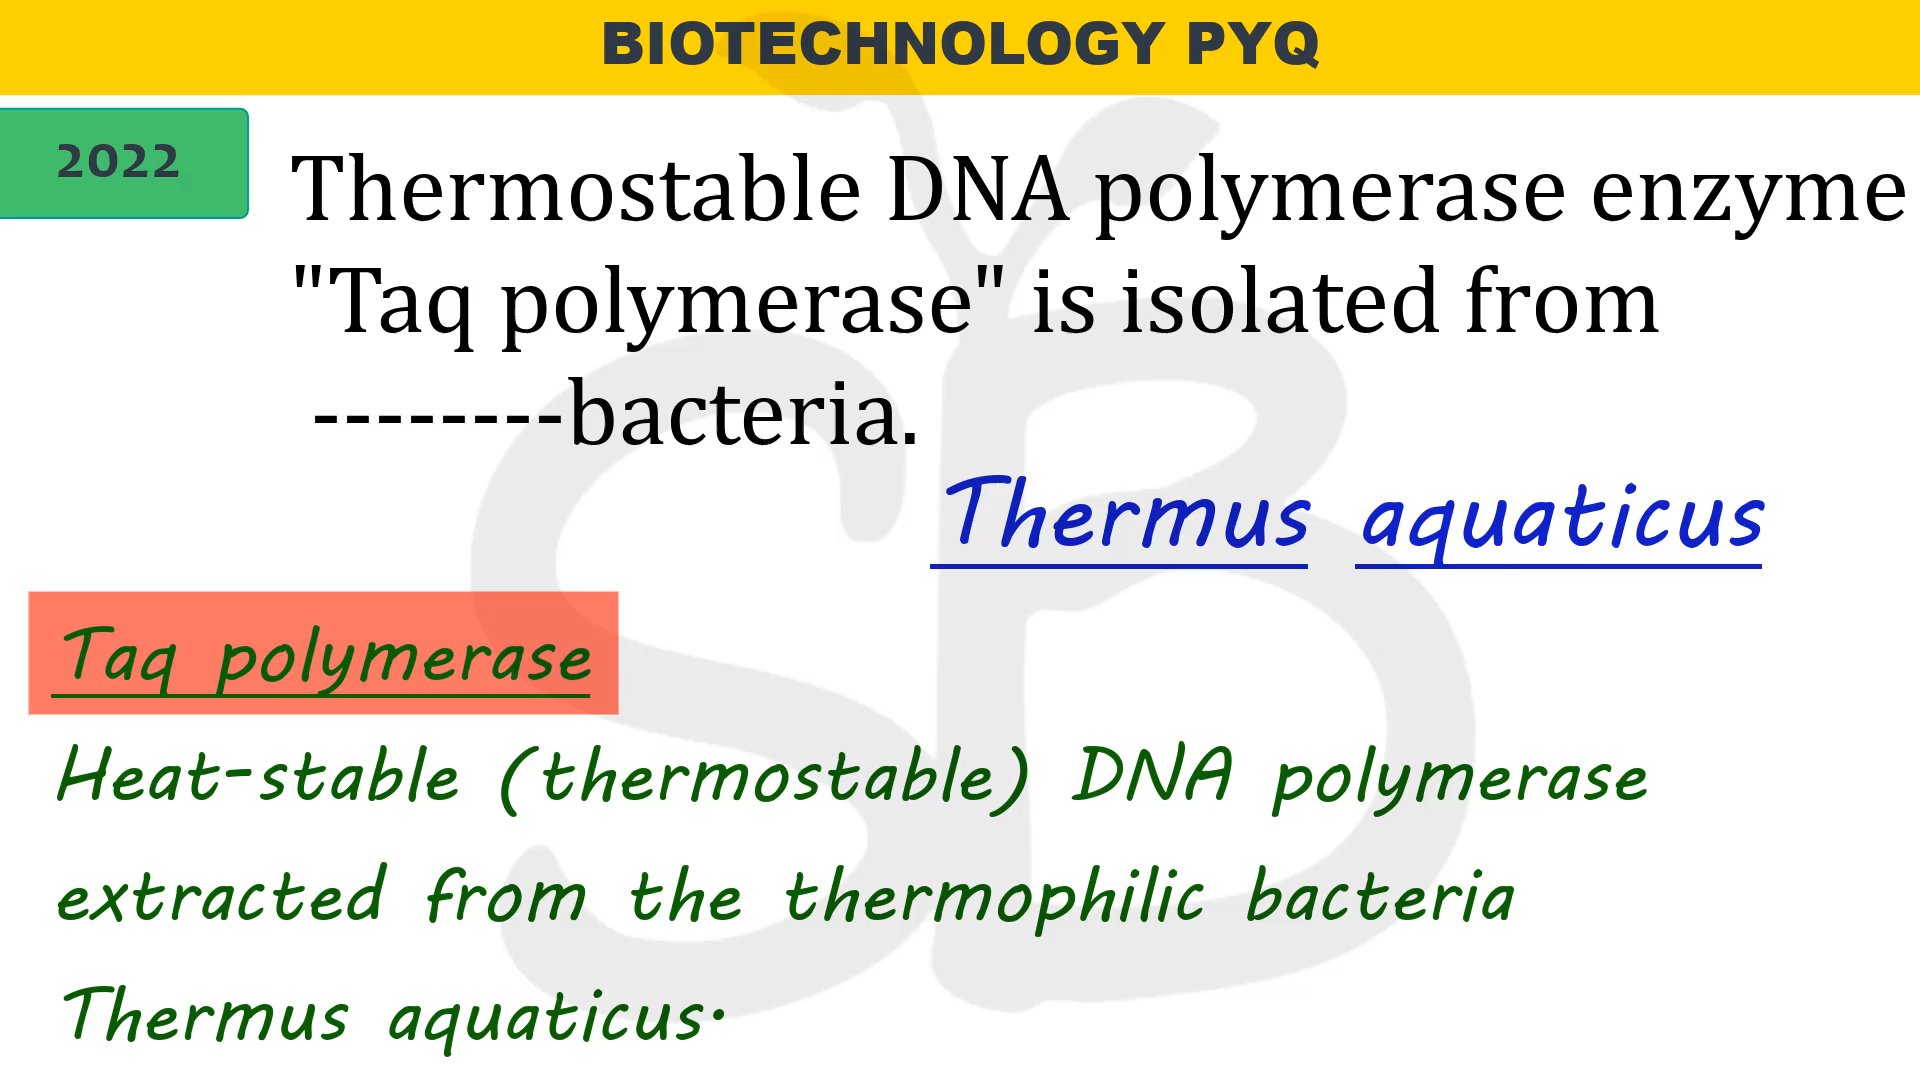 BIOTECHNOLOGY PYQ
2022
Thermostable DNA polymerase enzyme
"Taq polymerase" is isolated from
--------bacteria.
Thermus aquaticus
Taq polymerase
Heat-stable (thermostable) DNA polymerase
extracted from the thermophilic bacteria
Thermus aquaticus.
SB